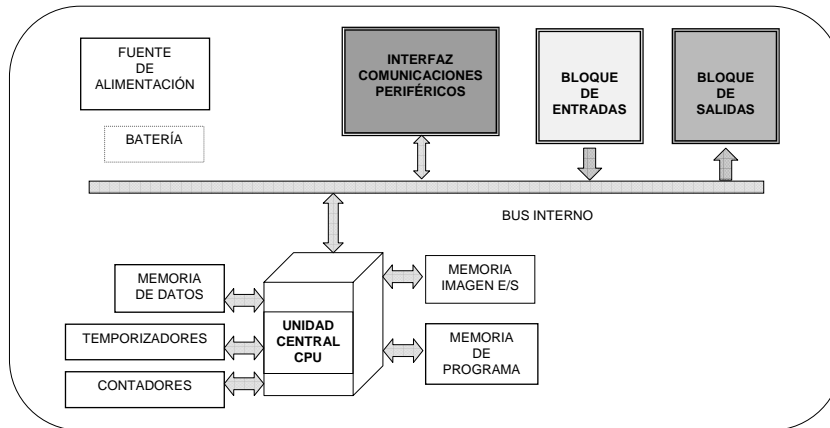 FUENTE
DE
ALIMENTACIÓN
BATERÍA
INTERFAZ
COMUNICACIONES
PERIFÉRICOS
BLOQUE
DE
ENTRADAS
BLOQUE
DE
SALIDAS
BUS INTERNO
MEMORIA
DE DATOS
TEMPORIZADORES
CONTADORES
UNIDAD
CENTRAL
CPU
MEMORIA
IMAGEN E/S
MEMORIA
DE
PROGRAMA